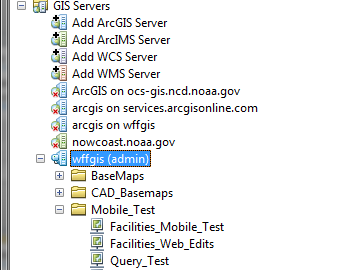 GIS Servers
Add ArcGIS Server
Add ArcIMS Server
Add WCS Server
Add WMS Server
ArcGIS on ocs-gis.ncd.noaa.gov
arcgis on services.arcgisonline.com
arcgis on wffgis
nowcoast.noaa.gov
wffgis (admin)
BaseMaps
CAD_Basemaps
Mobile_Test
Facilities_Mobile_Test
Facilities_Web_Edits
Query_Test